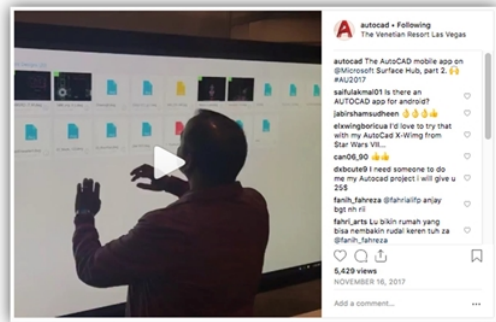 autocad • Following
The Venetian Resort Las Vegas
autocad The AutoCAD mobile app on
@Microsoft Surface Hub, part 2. 🙌
#AU2017
saifulakmal01 Is there an
AUTOCAD app for android?
jabirshamsudheen 👌👌👌👍
elxwingboricua I'd love to try that
with my AutoCad X-Wimg from
Star Wars VII...
can06_90 👍👍
dxbcute9 I need someone to do
me my Autocad project i will give u
25$
fanih_fahreza @fahrialifp anjay
bgt nh ril
fahri_arts Lu bikin rumah yang
bisa nembakin rudal keren tuh za
@fanih_fahreza
5,429 views
NOVEMBER 16, 2017
Add a comment...